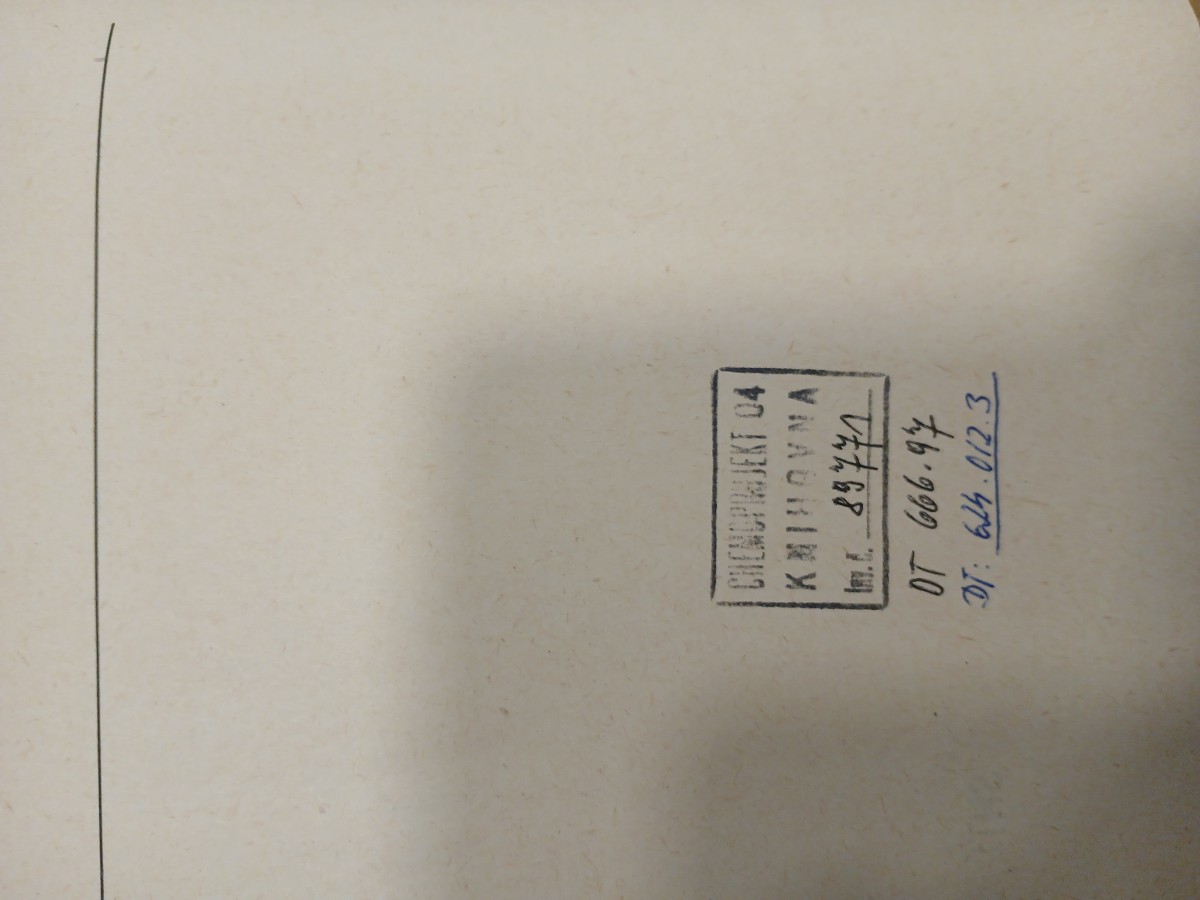 CHEMOPROJEKT 04
KNIHOVNA
Inv. č. 89771
DT 666.97
DT: 624.012.3